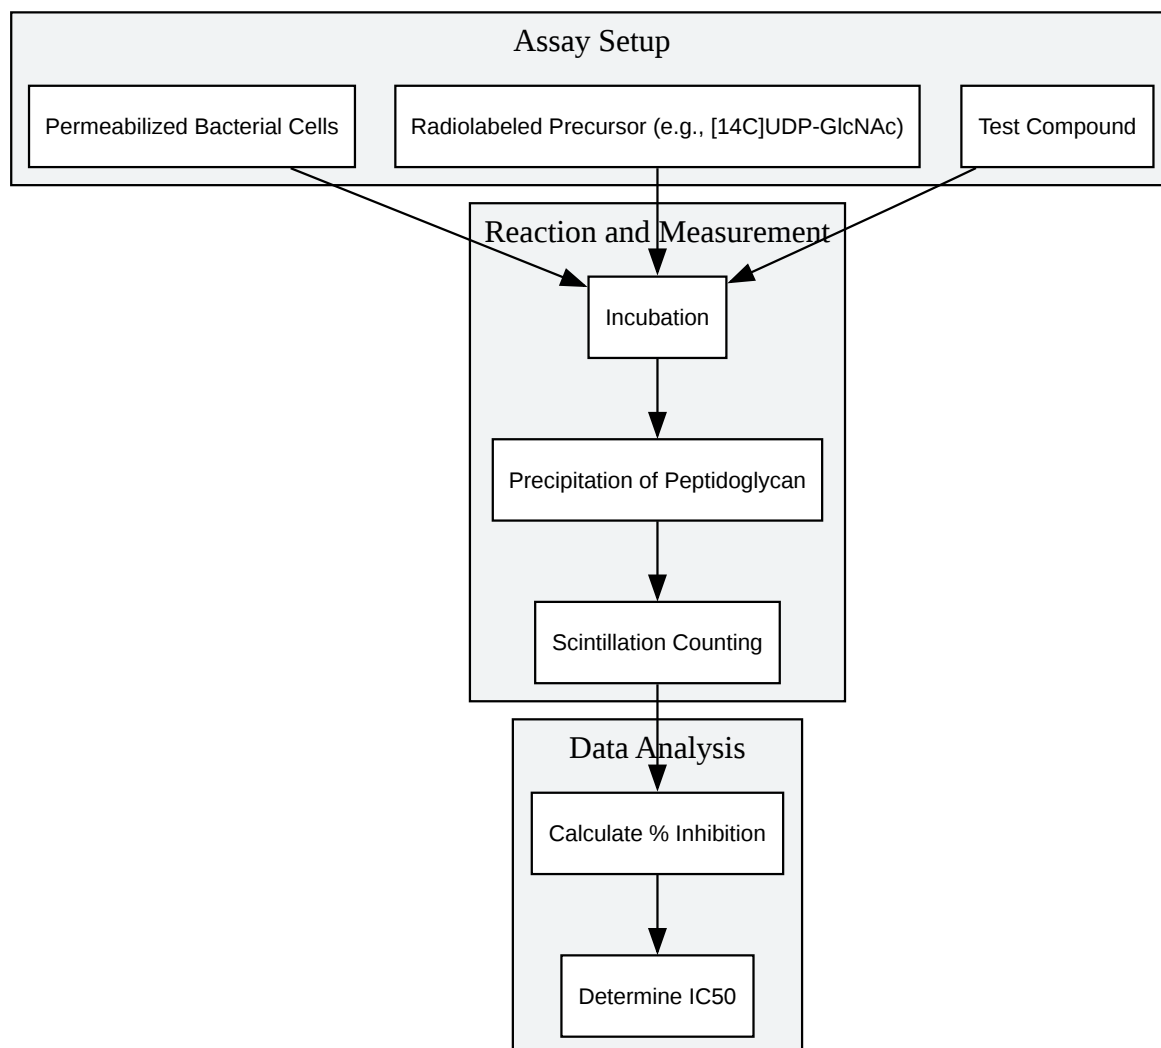 Assay Setup
Permeabilized Bacterial Cells
Radiolabeled Precursor (e.g., [14C]UDP-GlcNAc)
Test Compound
Reaction and Measurement
Incubation
Precipitation of Peptidoglycan
Scintillation Counting
Data Analysis
Calculate % Inhibition
Determine IC50